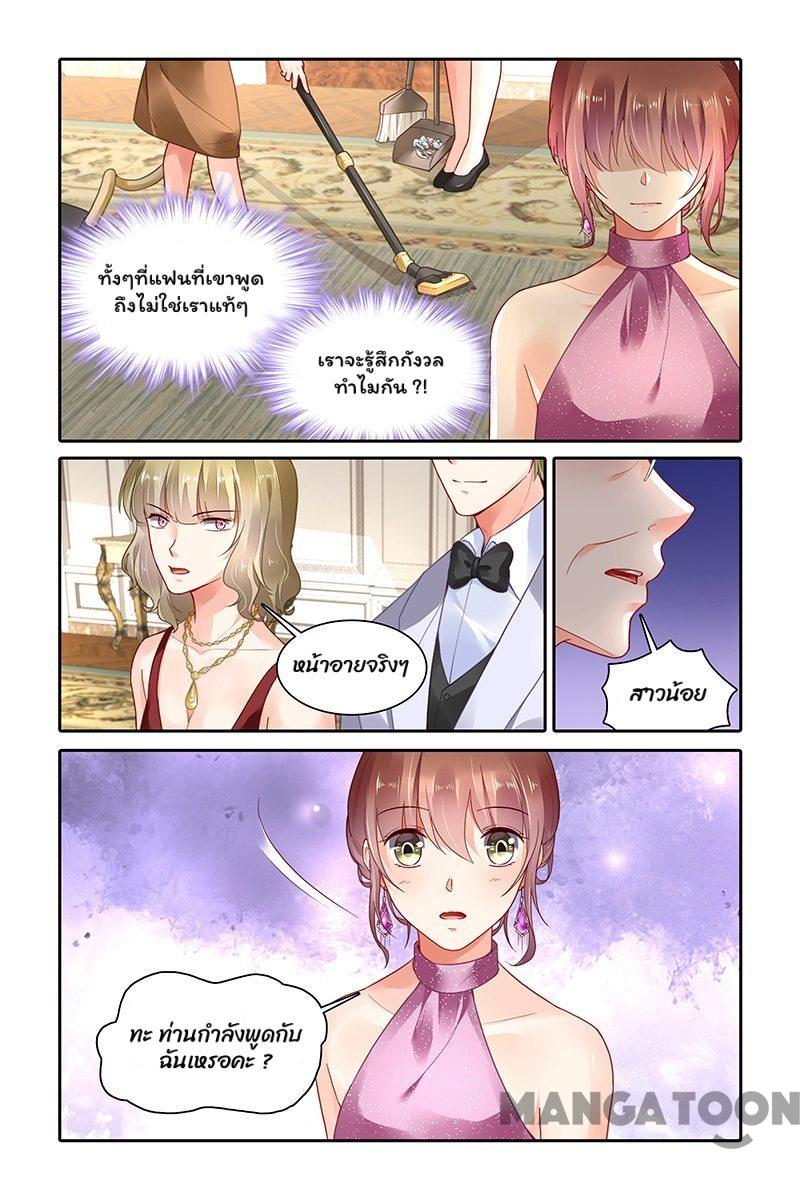 ทั้งๆที่แฟนที่เขาพูด
ถึงไม่ใช่เราแท้ๆ
เราจะรู้สึกกังวล
ทำไมกัน ?!
หน้าอายจริงๆ
สาวน้อย
ทะ ท่านกำลังพูดกับ
ฉันเหรอคะ ?
MANGATOON